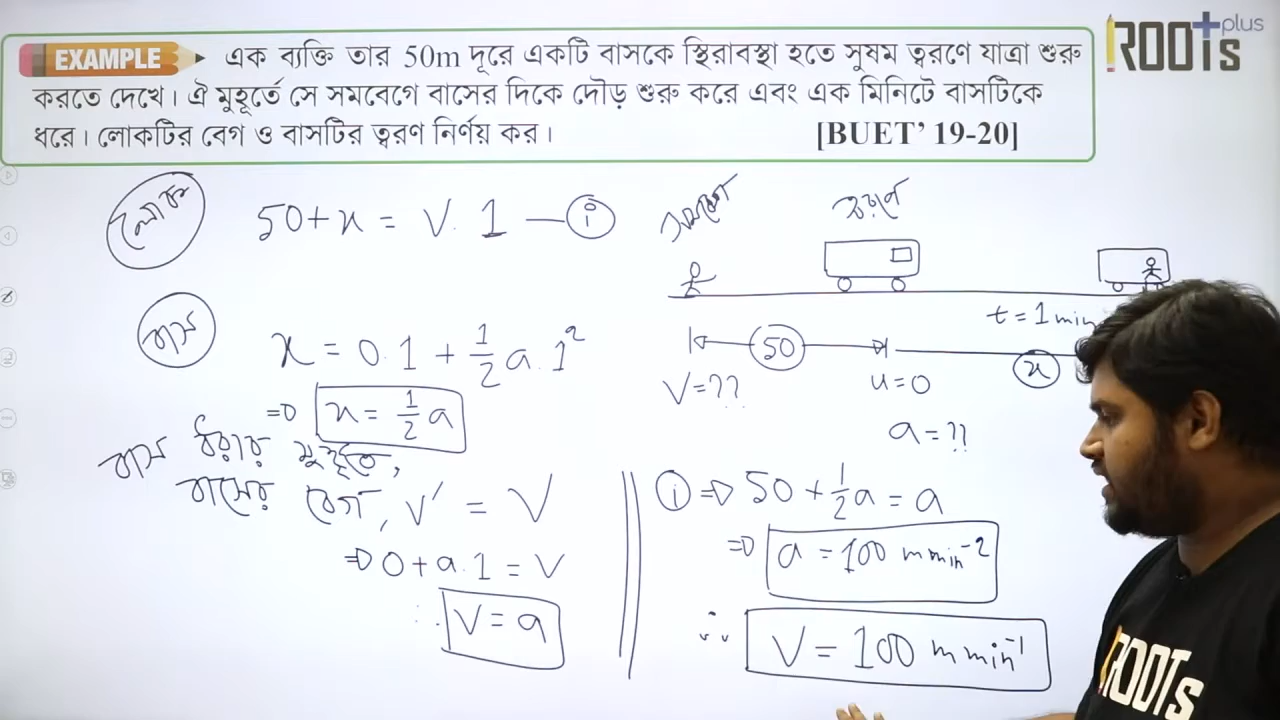 ROOTs plus
EXAMPLE এক ব্যক্তি তার 50m দূরে একটি বাসকে স্থিরাবস্থা হতে সুষম ত্বরণে যাত্রা শুরু
করতে দেখে। ঐ মুহূর্তে সে সমবেগে বাসের দিকে দৌড় শুরু করে এবং এক মিনিটে বাসটিকে
ধরে। লোকটির বেগ ও বাসটির ত্বরণ নির্ণয় কর।
[BUET’ 19-20]
লোক
50+x = V. 1 — i
বাস
x = 0.1 + 1/2 a.1²
⇒ x = 1/2 a
বাস ধরার মুহূর্তে,
বাসের বেগ, v' = V
⇒ 0+a.1 = V
∴ V = a
সমবেগ
ত্বরণে
t = 1 min
50
x
V=??
u=0
a=??
i ⇒ 50 + 1/2 a = a
⇒ a = 100 m min⁻²
∴ V = 100 m min⁻¹
ROOTs